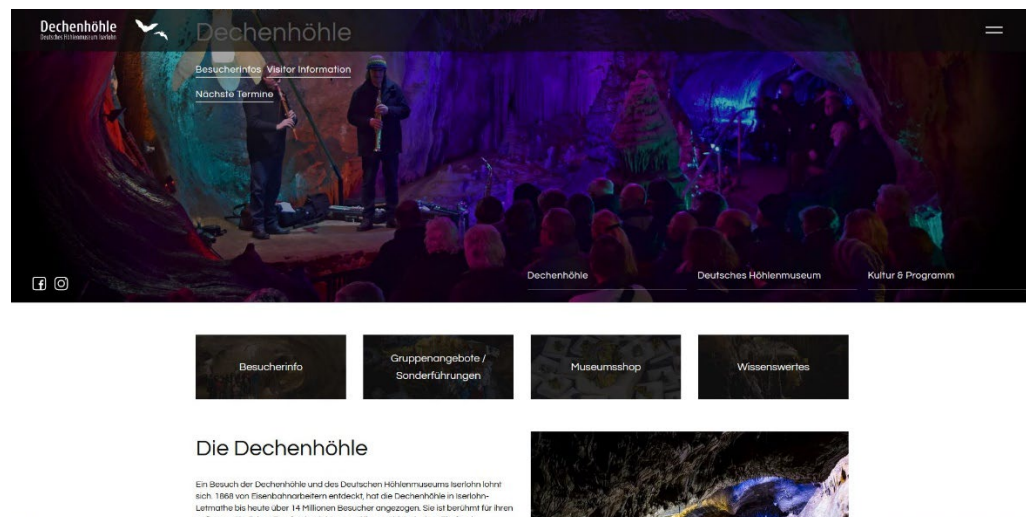 Dechenhöhle
Deutsches Höhlenmuseum Iserlohn
Dechenhöhle
Besucherinfos Visitor Information
Nächste Termine
Dechenhöhle
Deutsches Höhlenmuseum
Kultur & Programm
Besucherinfo
Gruppenangebote /
Sonderführungen
Museumsshop
Wissenswertes
Die Dechenhöhle
Ein Besuch der Dechenhöhle und des Deutschen Höhlenmuseums Iserlohn lohnt
sich. 1868 von Eisenbahnarbeitern entdeckt, hat die Dechenhöhle in Iserlohn-
Letmathe bis heute über 14 Millionen Besucher angezogen. Sie ist berühmt für ihren